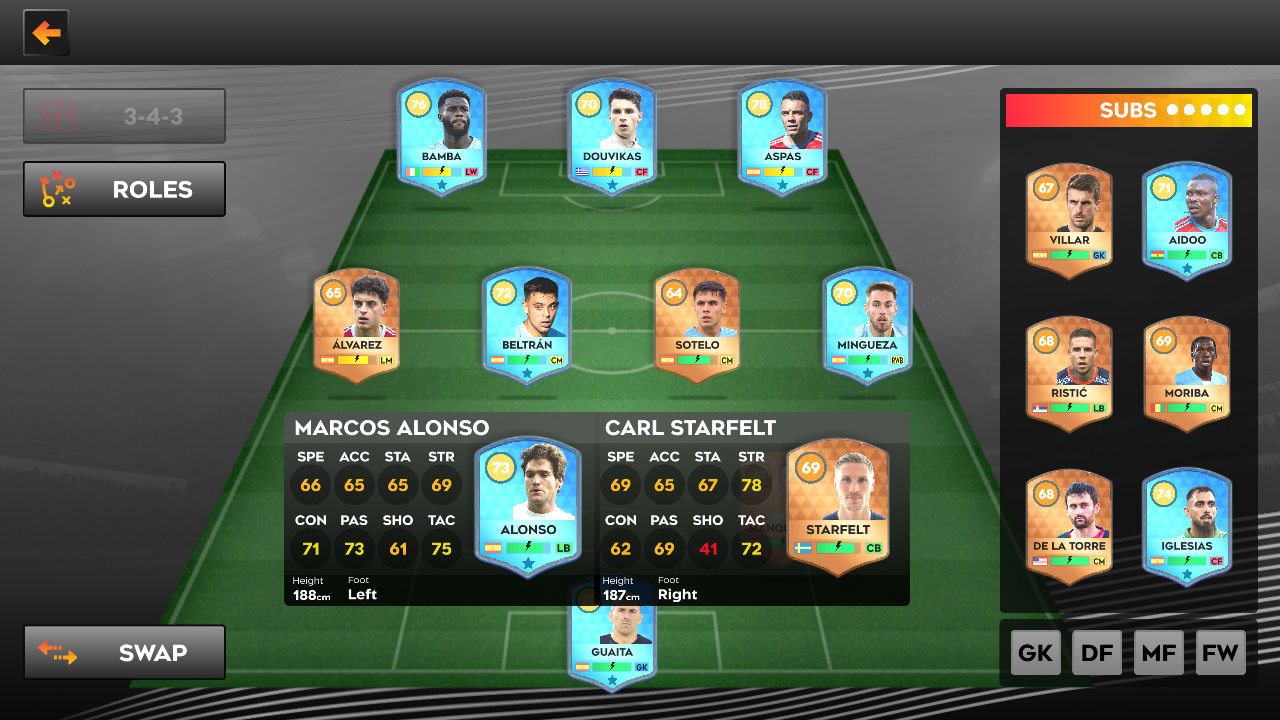 76
BAMBA
LW
70
DOUVIKAS
CF
78
ASPAS
CF
3-4-3
ROLES
SUBS
67
VILLAR
GK
71
AIDOO
CB
65
ÁLVAREZ
LM
72
BELTRÁN
CM
64
SOTELO
CM
70
MINGUEZA
RWB
68
RISTIĆ
LB
69
MORIBA
CM
MARCOS ALONSO
SPE ACC STA STR
66 65 65 69
CON PAS SHO TAC
71 73 61 75
Height Foot
188cm Left
73
ALONSO
LB
CARL STARFELT
SPE ACC STA STR
69 65 67 78
CON PAS SHO TAC
62 69 41 72
Height Foot
187cm Right
69
STARFELT
CB
68
DE LA TORRE
CM
74
IGLESIAS
CF
GUAITA
GK
SWAP
GK DF MF FW